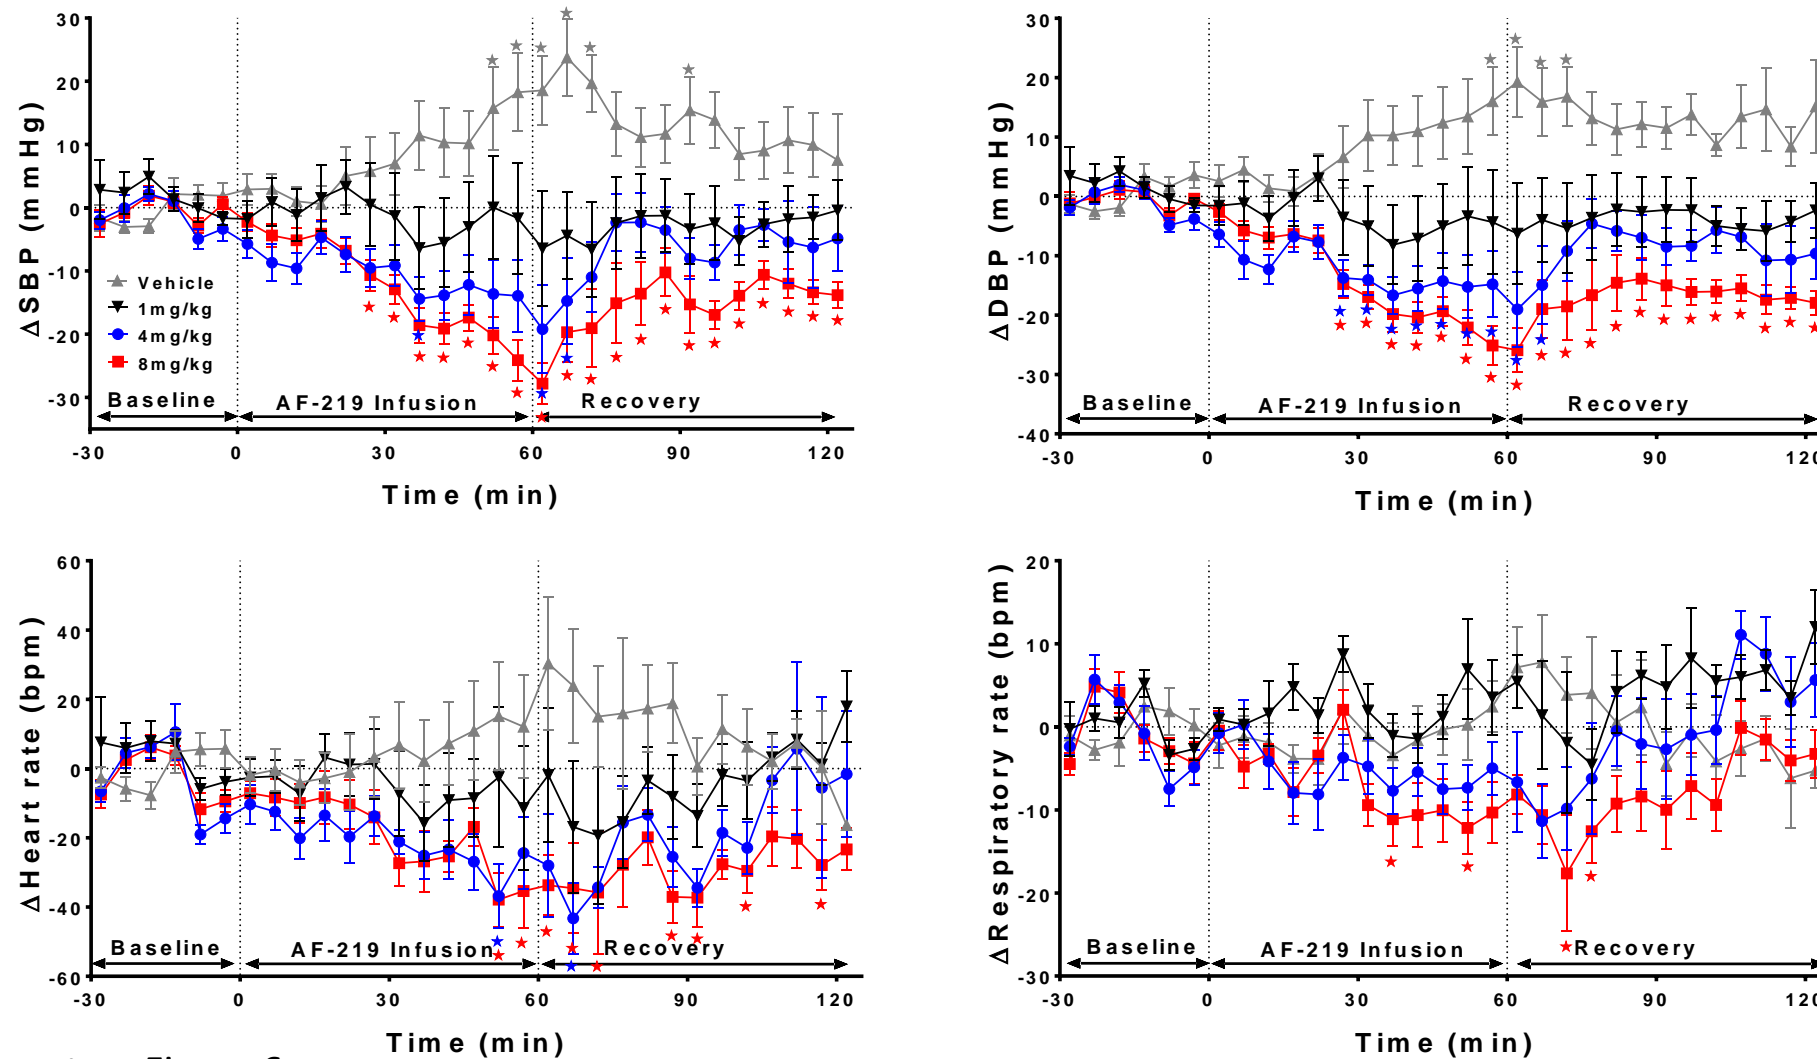 ΔSBP (mmHg)
30
20
10
0
-10
-20
-30
Vehicle
1mg/kg
4mg/kg
8mg/kg
Baseline
AF-219 Infusion
Recovery
-30 0 30 60 90 120
Time (min)
ΔDBP (mmHg)
30
20
10
0
-10
-20
-30
-40
Baseline
AF-219 Infusion
Recovery
-30 0 30 60 90 120
Time (min)
ΔHeart rate (bpm)
60
40
20
0
-20
-40
-60
Baseline
AF-219 Infusion
Recovery
-30 0 30 60 90 120
Time (min)
ΔRespiratory rate (bpm)
20
10
0
-10
-20
-30
Baseline
AF-219 Infusion
Recovery
-30 0 30 60 90 120
Time (min)